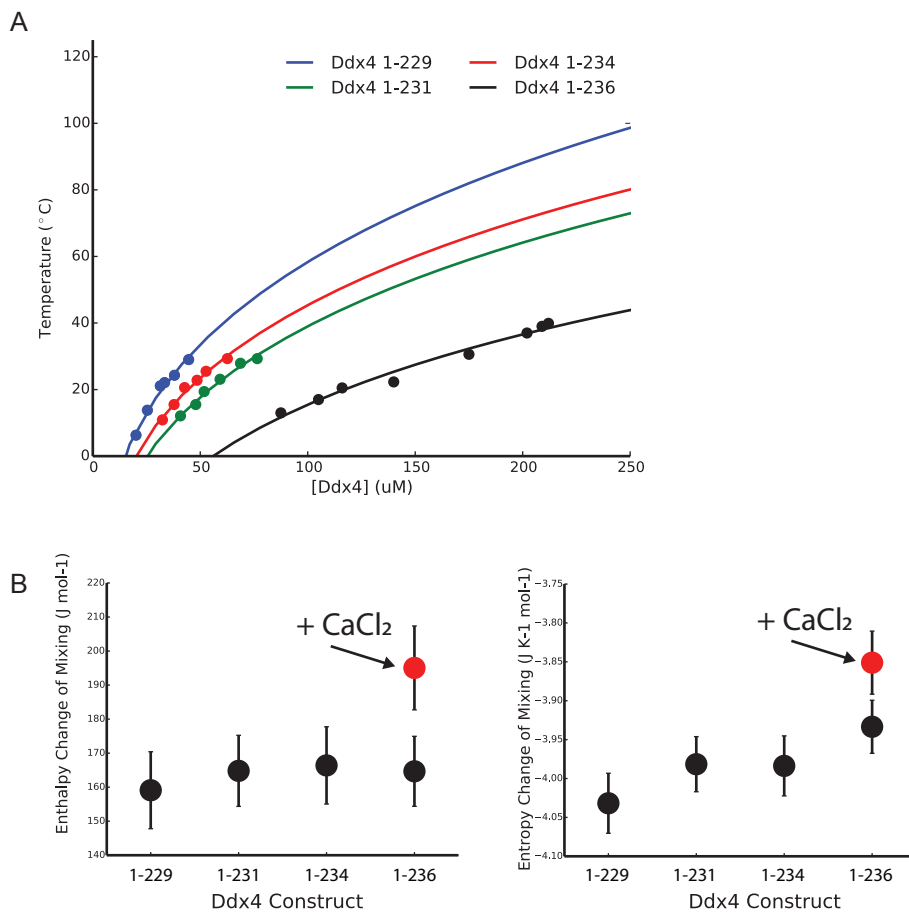 A
Temperature (°C)
120
100
80
60
40
20
0
Ddx4 1-229
Ddx4 1-231
Ddx4 1-234
Ddx4 1-236
0 50 100 150 200 250
[Ddx4] (uM)
B
Enthalpy Change of Mixing (J mol-1)
220
210
200
190
180
170
160
150
140
+ CaCl₂
1-229 1-231 1-234 1-236
Ddx4 Construct
Entropy Change of Mixing (J K-1 mol-1)
−3.75
−3.80
−3.85
−3.90
−3.95
−4.00
−4.05
−4.10
+ CaCl₂
1-229 1-231 1-234 1-236
Ddx4 Construct